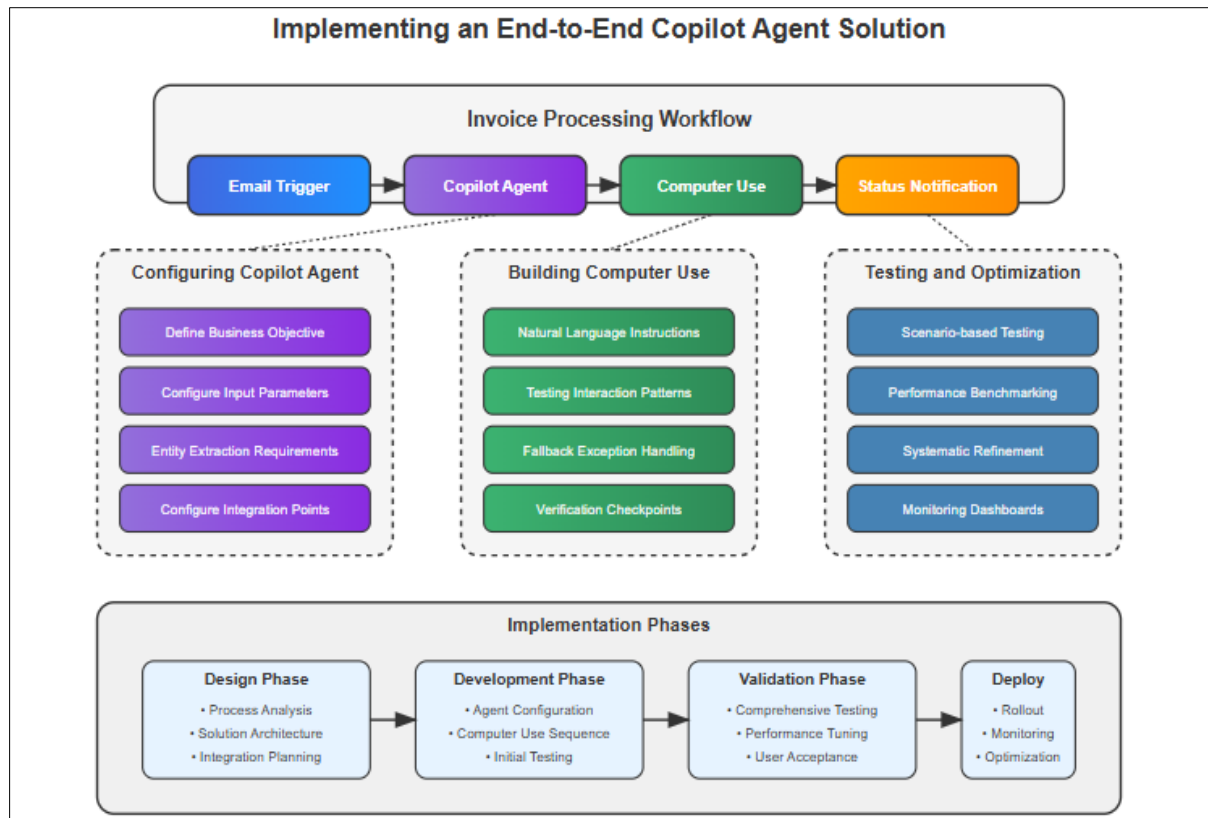 Implementing an End-to-End Copilot Agent Solution
Invoice Processing Workflow
Email Trigger
Copilot Agent
Computer Use
Status Notification
Configuring Copilot Agent
Define Business Objective
Configure Input Parameters
Entity Extraction Requirements
Configure Integration Points
Building Computer Use
Natural Language Instructions
Testing Interaction Patterns
Fallback Exception Handling
Verification Checkpoints
Testing and Optimization
Scenario-based Testing
Performance Benchmarking
Systematic Refinement
Monitoring Dashboards
Implementation Phases
Design Phase
• Process Analysis
• Solution Architecture
• Integration Planning
Development Phase
• Agent Configuration
• Computer Use Sequence
• Initial Testing
Validation Phase
• Comprehensive Testing
• Performance Tuning
• User Acceptance
Deploy
• Rollout
• Monitoring
• Optimization